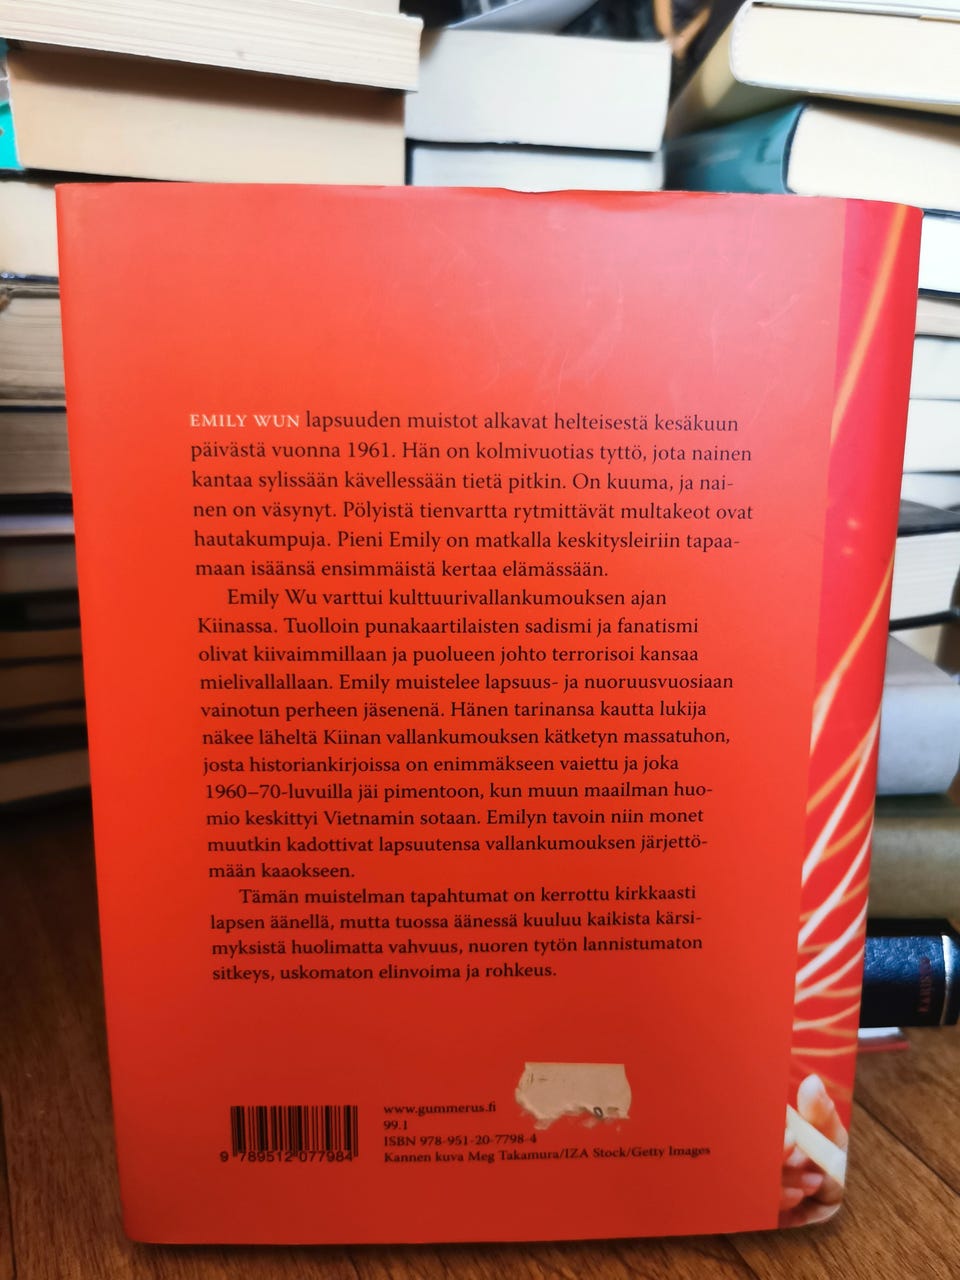 EMILY WUN lapsuuden muistot alkavat helteisestä kesäkuun
päivästä vuonna 1961. Hän on kolmivuotias tyttö, jota nainen
kantaa sylissään kävellessään tietä pitkin. On kuuma, ja nai-
nen on väsynyt. Pölyistä tienvartta rytmittävät multakeot ovat
hautakumpuja. Pieni Emily on matkalla keskitysleiriin tapaa-
maan isäänsä ensimmäistä kertaa elämässään.
Emily Wu varttui kulttuurivallankumouksen ajan
Kiinassa. Tuolloin punakaartilaisten sadismi ja fanatismi
olivat kiivaimmillaan ja puolueen johto terrorisoi kansaa
mielivallallaan. Emily muistelee lapsuus- ja nuoruusvuosiaan
vainotun perheen jäsenenä. Hänen tarinansa kautta lukija
näkee läheltä Kiinan vallankumouksen kätketyn massatuhon,
josta historiankirjoissa on enimmäkseen vaiettu ja joka
1960–70-luvuilla jäi pimentoon, kun muun maailman huo-
mio keskittyi Vietnamin sotaan. Emilyn tavoin niin monet
muutkin kadottivat lapsuutensa vallankumouksen järjettö-
mään kaaokseen.
Tämän muistelman tapahtumat on kerrottu kirkkaasti
lapsen äänellä, mutta tuossa äänessä kuuluu kaikista kärsi-
myksistä huolimatta vahvuus, nuoren tytön lannistumaton
sitkeys, uskomaton elinvoima ja rohkeus.
www.gummerus.fi
99.1
ISBN 978-951-20-7798-4
Kannen kuva Meg Takamura/IZA Stock/Getty Images
9 789512 077984